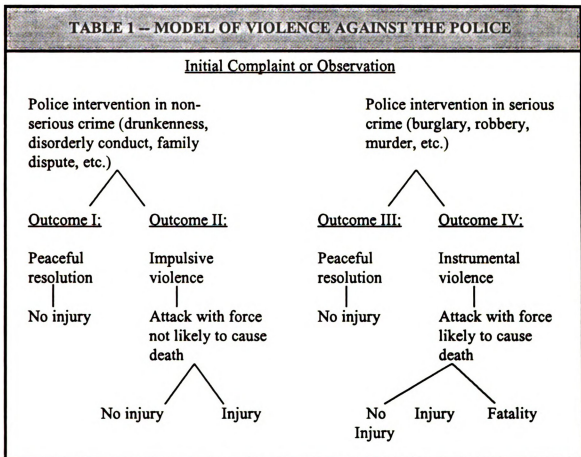 TABLE 1 -- MODEL OF VIOLENCE AGAINST THE POLICE
Initial Complaint or Observation
Police intervention in non-
serious crime (drunkenness,
disorderly conduct, family
dispute, etc.)
Police intervention in serious
crime (burglary, robbery,
murder, etc.)
Outcome I:
Peaceful
resolution
No injury
Outcome II:
Impulsive
violence
Attack with force
not likely to cause
death
No injury
Injury
Outcome III:
Peaceful
resolution
No injury
Outcome IV:
Instrumental
violence
Attack with force
likely to cause
death
No
Injury
Injury
Fatality